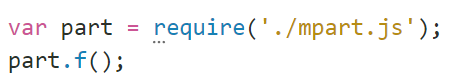 var part = require('./mpart.js');
part.f();